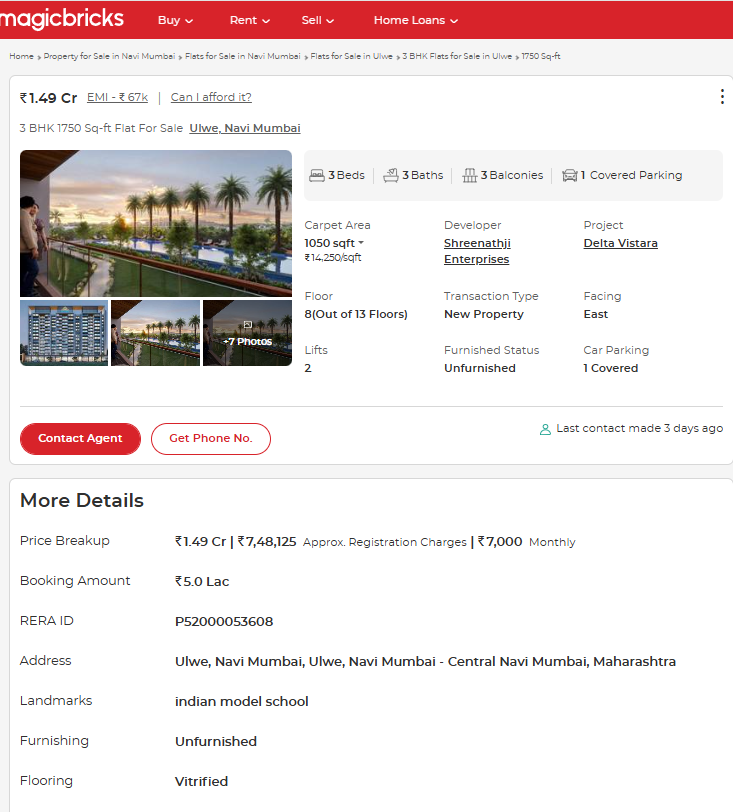 magicbricks
Buy
Rent
Sell
Home Loans
Home > Property for Sale in Navi Mumbai > Flats for Sale in Navi Mumbai > Flats for Sale in Ulwe > 3 BHK Flats for Sale in Ulwe > 1750 Sq-ft
₹1.49 Cr EMI - ₹ 67k | Can I afford it?
3 BHK 1750 Sq-ft Flat For Sale Ulwe, Navi Mumbai
3 Beds
3 Baths
3 Balconies
1 Covered Parking
Carpet Area
1050 sqft
₹14,250/sqft
Developer
Shreenathji
Enterprises
Project
Delta Vistara
Floor
8(Out of 13 Floors)
Transaction Type
New Property
Facing
East
Lifts
2
Furnished Status
Unfurnished
Car Parking
1 Covered
+7 Photos
Contact Agent
Get Phone No.
Last contact made 3 days ago
More Details
Price Breakup ₹1.49 Cr | ₹7,48,125 Approx. Registration Charges | ₹7,000 Monthly
Booking Amount ₹5.0 Lac
RERA ID P52000053608
Address Ulwe, Navi Mumbai, Ulwe, Navi Mumbai - Central Navi Mumbai, Maharashtra
Landmarks indian model school
Furnishing Unfurnished
Flooring Vitrified